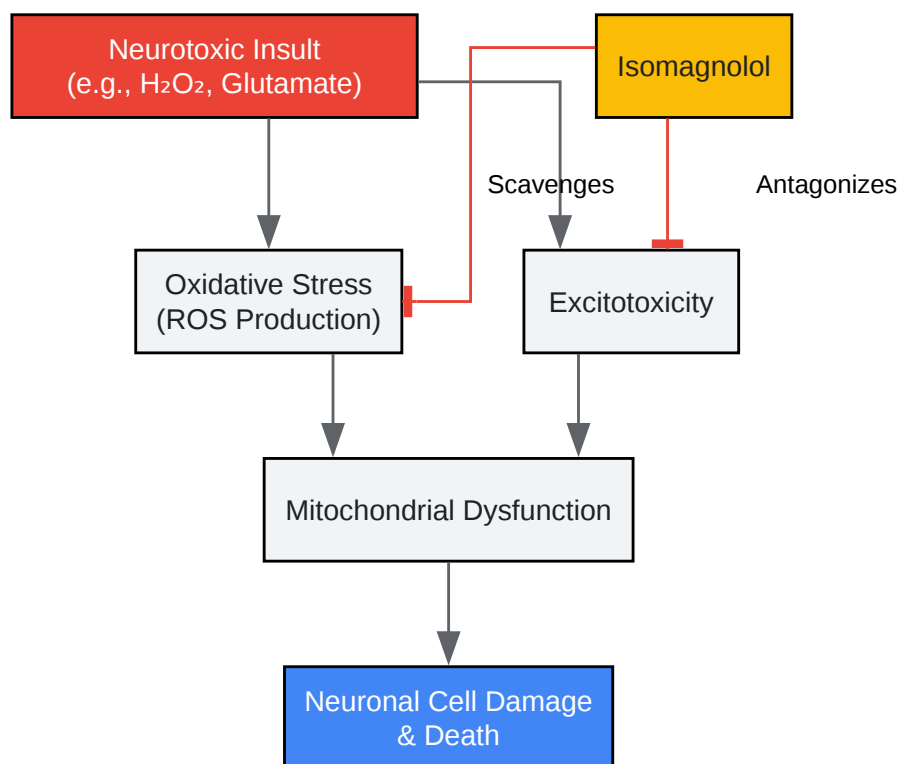 Neurotoxic Insult
(e.g., H₂O₂, Glutamate)
Isomagnolol
Scavenges
Antagonizes
Oxidative Stress
(ROS Production)
Excitotoxicity
Mitochondrial Dysfunction
Neuronal Cell Damage
& Death